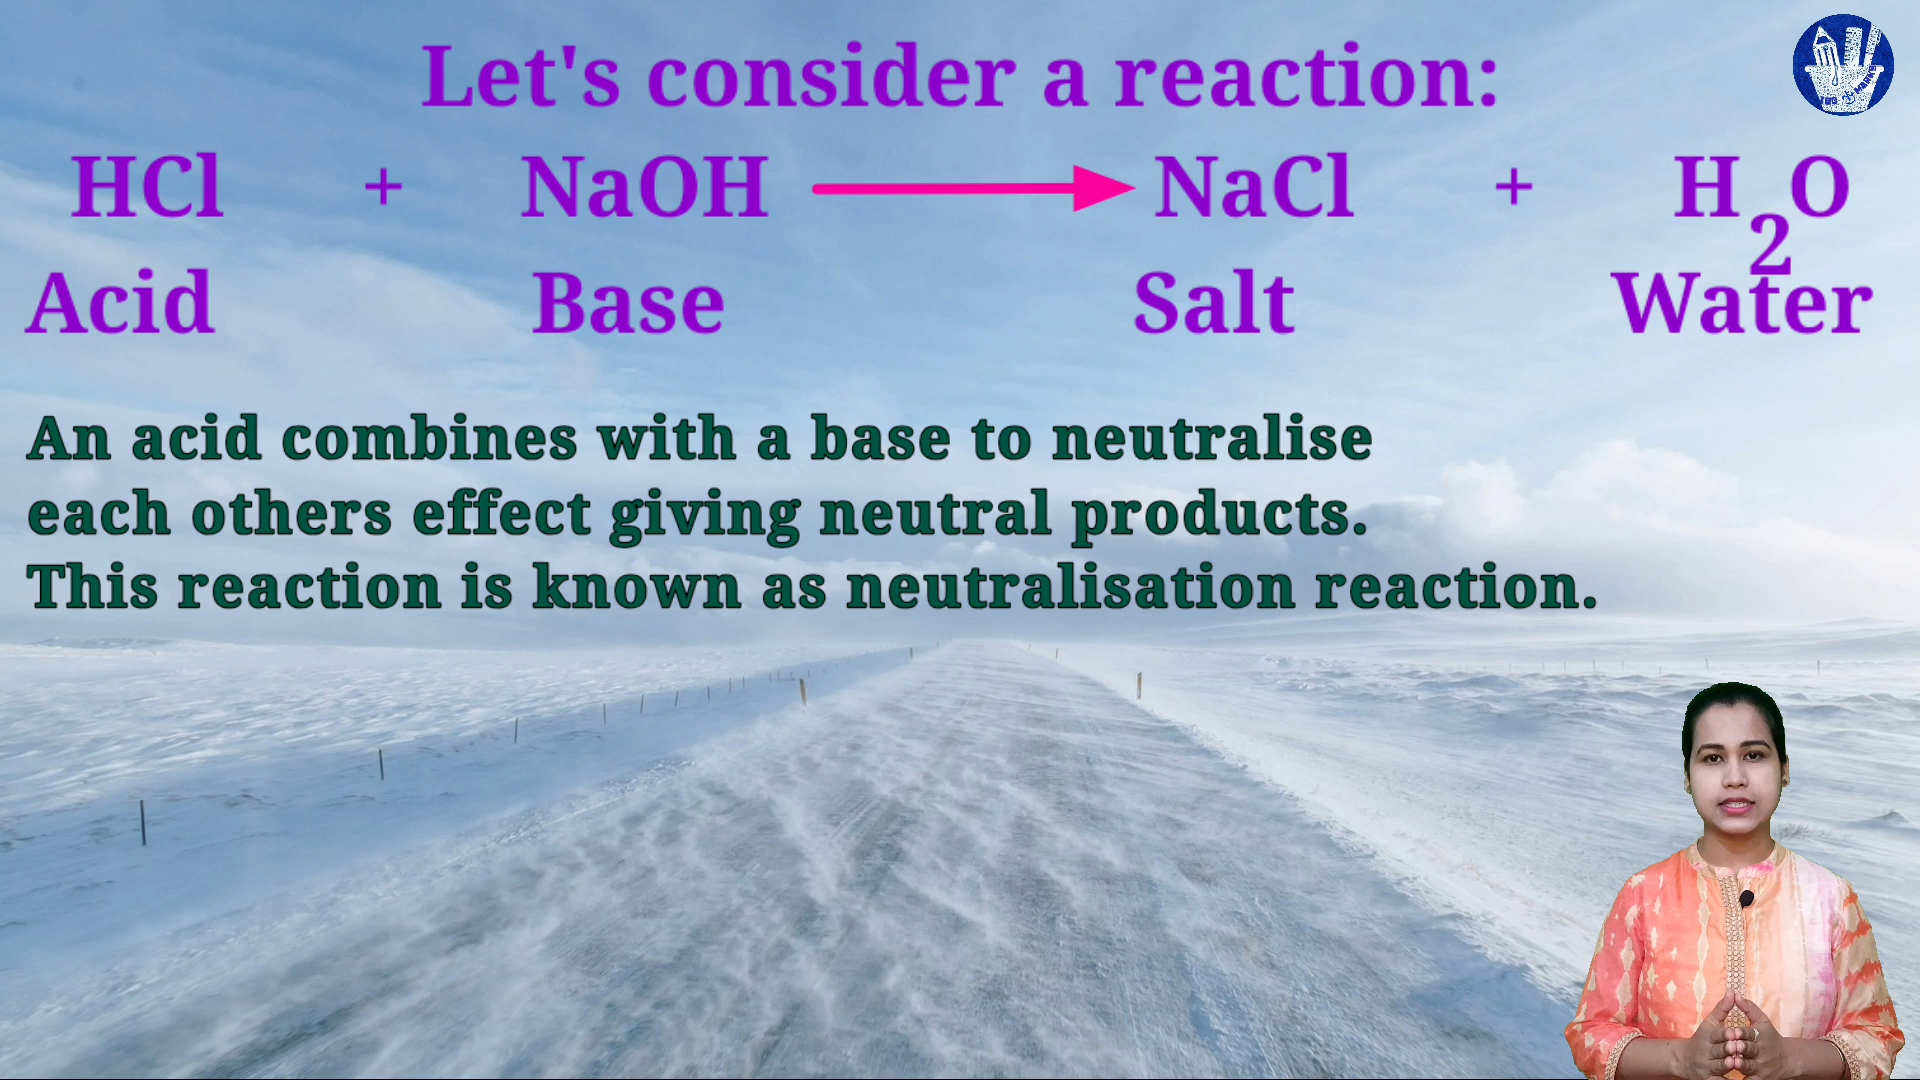 Let's consider a reaction:
HCl + NaOH → NaCl + H₂O
Acid Base Salt Water
An acid combines with a base to neutralise
each others effect giving neutral products.
This reaction is known as neutralisation reaction.